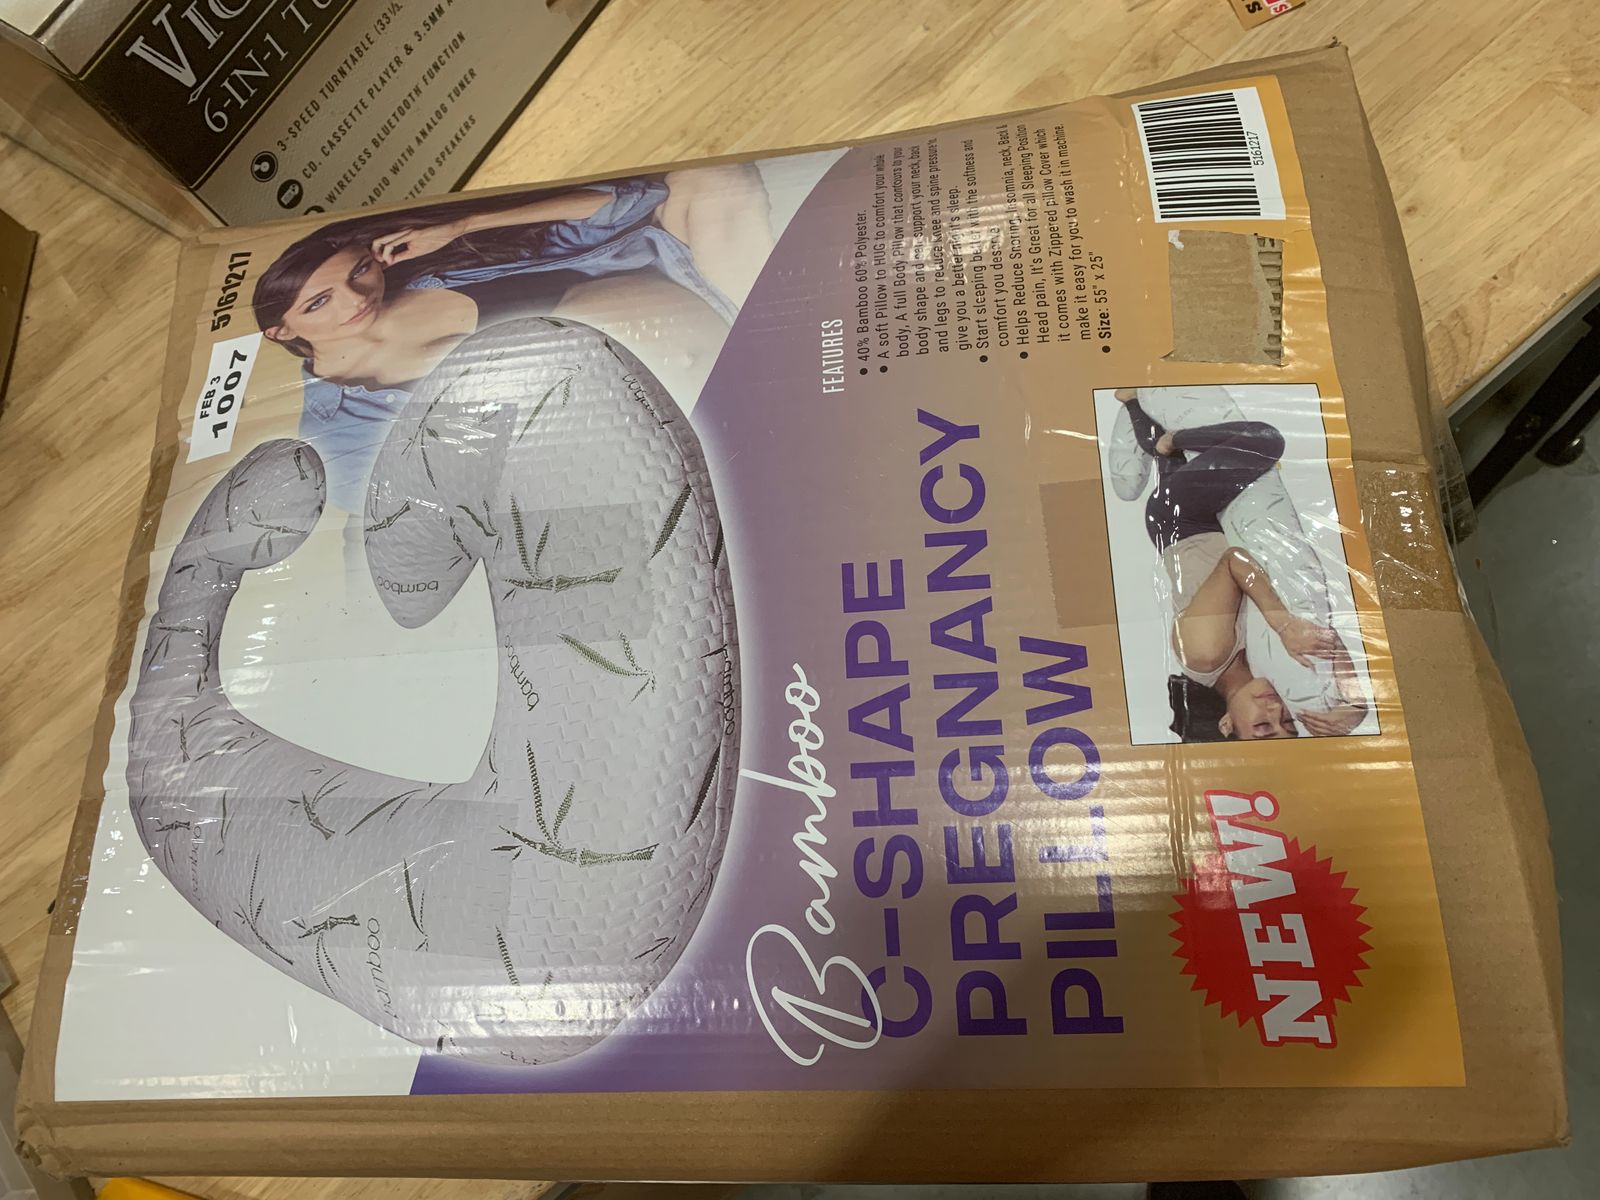 5161217
FEB 3
1007
bamboo
bamboo
bamboo
bamboo
Bamboo
C-SHAPE
PREGNANCY
PILLOW
NEW!
FEATURES
• 40% Bamboo 60% Polyester.
• A soft Pillow to HUG to comfort your whole
body, A full Body Pillow that contours to your
body shape and help support your neck, back
and legs to reduce knee and spine pressure to
give you a better night's sleep.
• Start sleeping better with the softness and
comfort you deserve
• Helps Reduce Snoring, Insomnia, neck, Back &
Head pain, It's Great for all Sleeping Position
it comes with Zippered pillow Cover which
make it easy for you to wash it in machine.
• Size: 55" x 25"
5161217
6-IN-1
3-SPEED TURNTABLE (33 1/3
CD, CASSETTE PLAYER & 3.5MM
WIRELESS BLUETOOTH FUNCTION
RADIO WITH ANALOG TUNER
SPEAKERS